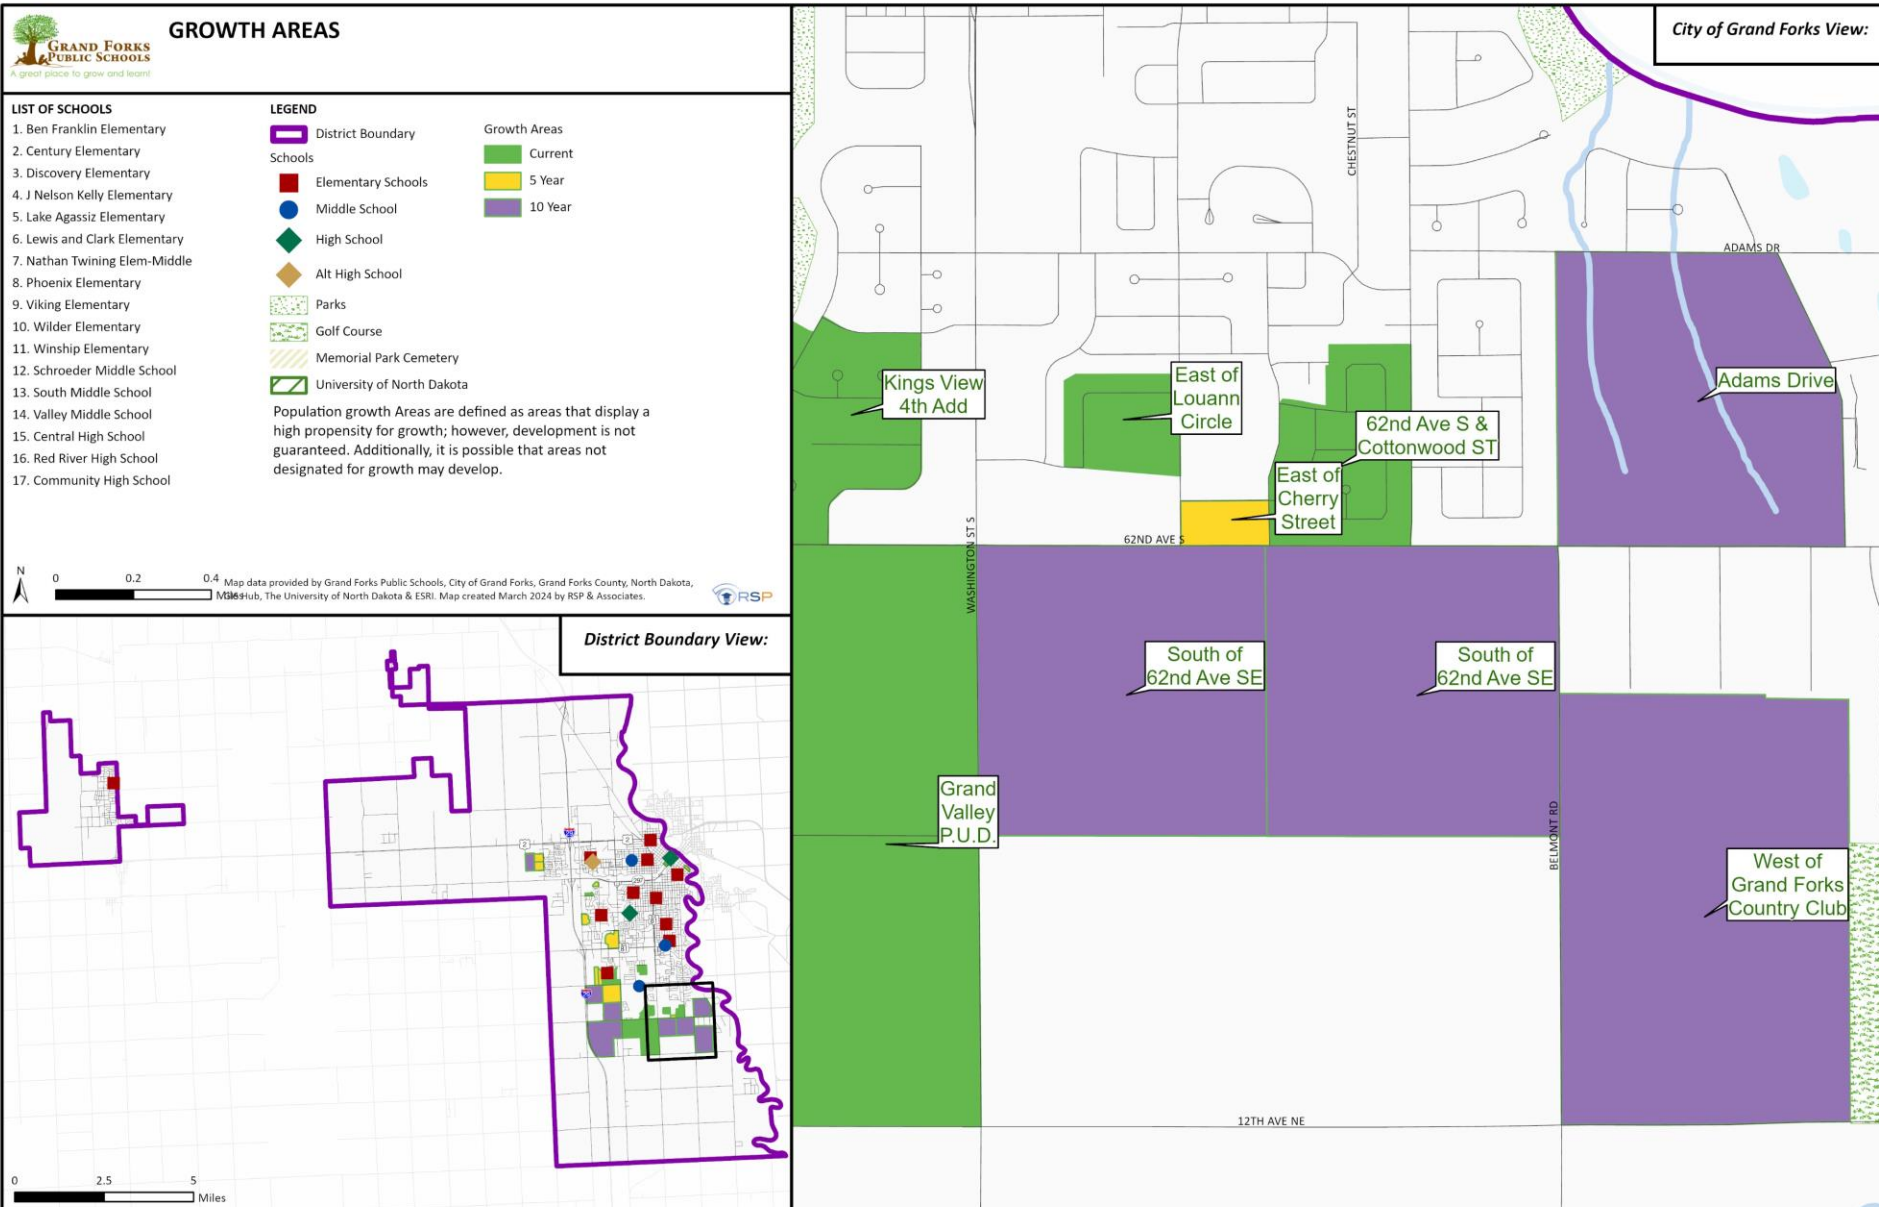 GRAND FORKS
PUBLIC SCHOOLS
A great place to grow and learn!
GROWTH AREAS
LIST OF SCHOOLS
1. Ben Franklin Elementary
2. Century Elementary
3. Discovery Elementary
4. J Nelson Kelly Elementary
5. Lake Agassiz Elementary
6. Lewis and Clark Elementary
7. Nathan Twining Elem-Middle
8. Phoenix Elementary
9. Viking Elementary
10. Wilder Elementary
11. Winship Elementary
12. Schroeder Middle School
13. South Middle School
14. Valley Middle School
15. Central High School
16. Red River High School
17. Community High School
LEGEND
District Boundary
Schools
Elementary Schools
Middle School
High School
Alt High School
Parks
Golf Course
Memorial Park Cemetery
University of North Dakota
Growth Areas
Current
5 Year
10 Year
Population growth Areas are defined as areas that display a
high propensity for growth; however, development is not
guaranteed. Additionally, it is possible that areas not
designated for growth may develop.
N
0 0.2 0.4
Miles
Map data provided by Grand Forks Public Schools, City of Grand Forks, Grand Forks County, North Dakota,
Hub, The University of North Dakota & ESRI. Map created March 2024 by RSP & Associates.
RSP
District Boundary View:
2
2
297
0 2.5 5
Miles
City of Grand Forks View:
CHESTNUT ST
ADAMS DR
Kings View
4th Add
East of
Louann
Circle
62nd Ave S &
Cottonwood ST
Adams Drive
East of
Cherry
Street
62ND AVE S
WASHINGTON ST S
South of
62nd Ave SE
South of
62nd Ave SE
Grand
Valley
P.U.D.
BELMONT RD
West of
Grand Forks
Country Club
12TH AVE NE